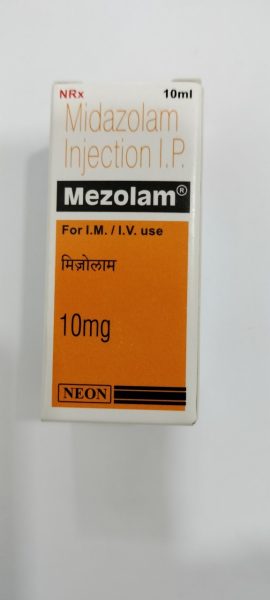 NRx 10ml
Midazolam
Injection I.P.
Mezolam®
For I.M. / I.V. use
मिज़ोलाम
10mg
NEON